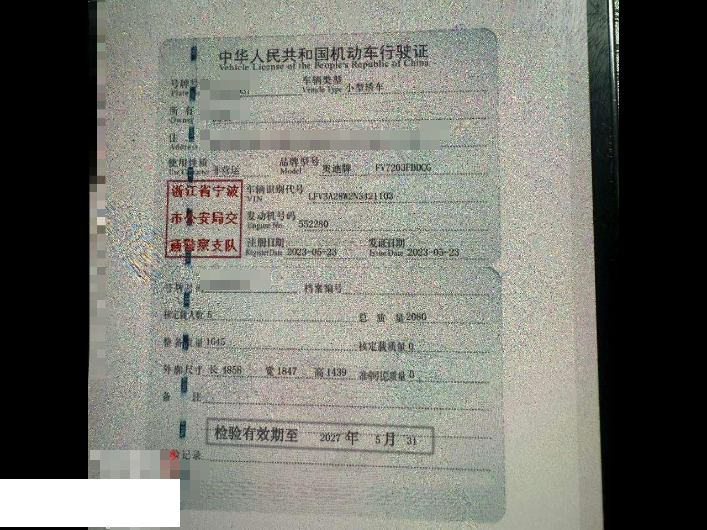 中华人民共和国机动车行驶证
Vehicle License of the People's Republic of China
号牌号
车辆类型 小型轿车
Vehicle Type
所有
Owner
住
Address
使用性质 非营运
品牌型号 奥迪牌
Model
浙江省宁波
市公安局交
通警察支队
车辆识别代号
VIN
发动机号码 552280
Engine No.
注册日期 2023-05-23
Register Date
发证日期 2023-05-23
Issue Date
档案编号
核定载人数 5
总质量 2080
整备质量 1645
核定载质量 0
外廓尺寸 长 4858 宽 1847 高 1439
准牵引总质量 0
备注
检验有效期至 2027 年 5 月 31
记录